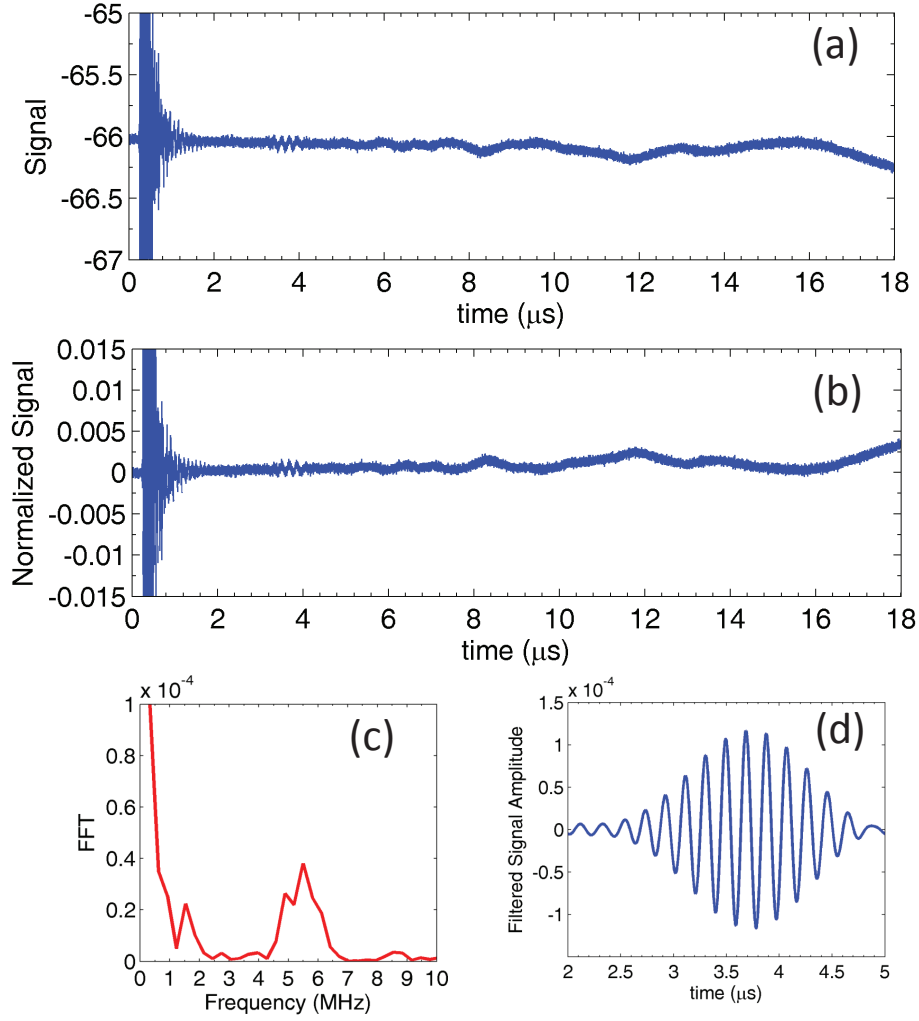 -65
(a)
-65.5
Signal
-66
-66.5
-67
0 2 4 6 8 10 12 14 16 18
time (μs)
0.015
(b)
0.01
0.005
Normalized Signal
0
-0.005
-0.01
-0.015
0 2 4 6 8 10 12 14 16 18
time (μs)
x 10⁻⁴
1
(c)
0.8
0.6
FFT
0.4
0.2
0
0 1 2 3 4 5 6 7 8 9 10
Frequency (MHz)
x 10⁻⁴
1.5
(d)
1
0.5
Filtered Signal Amplitude
0
-0.5
-1
2 2.5 3 3.5 4 4.5 5
time (μs)